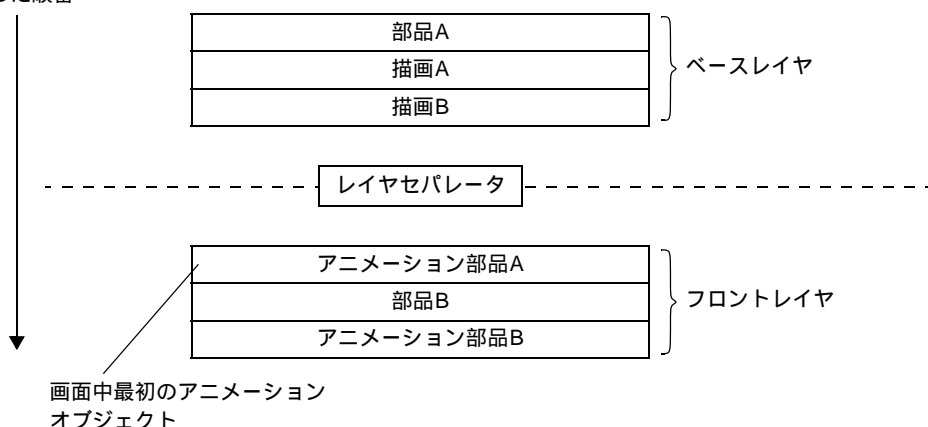 部品A
描画A
描画B
ベースレイヤ
レイヤセパレータ
アニメーション部品A
部品B
アニメーション部品B
フロントレイヤ
画面中最初のアニメーション
オブジェクト